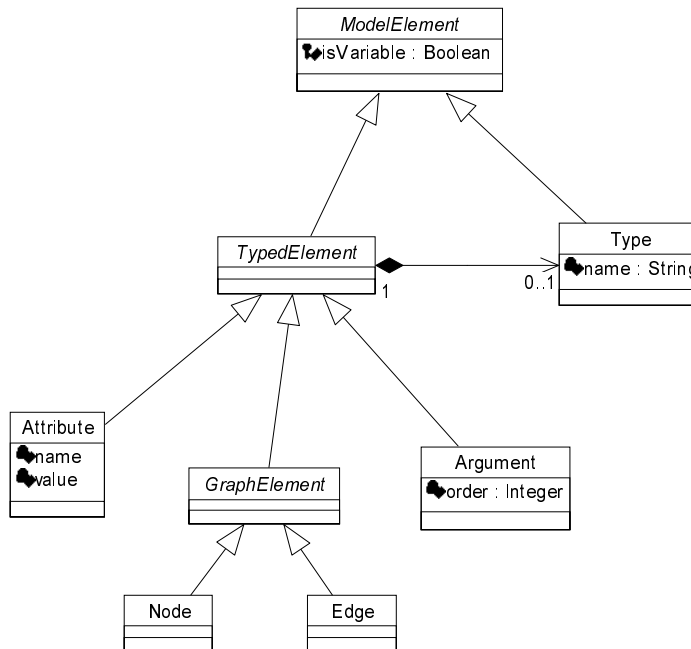 ModelElement
isVariable : Boolean
TypedElement
Type
name : String
1
0..1
Attribute
name
value
GraphElement
Argument
order : Integer
Node
Edge